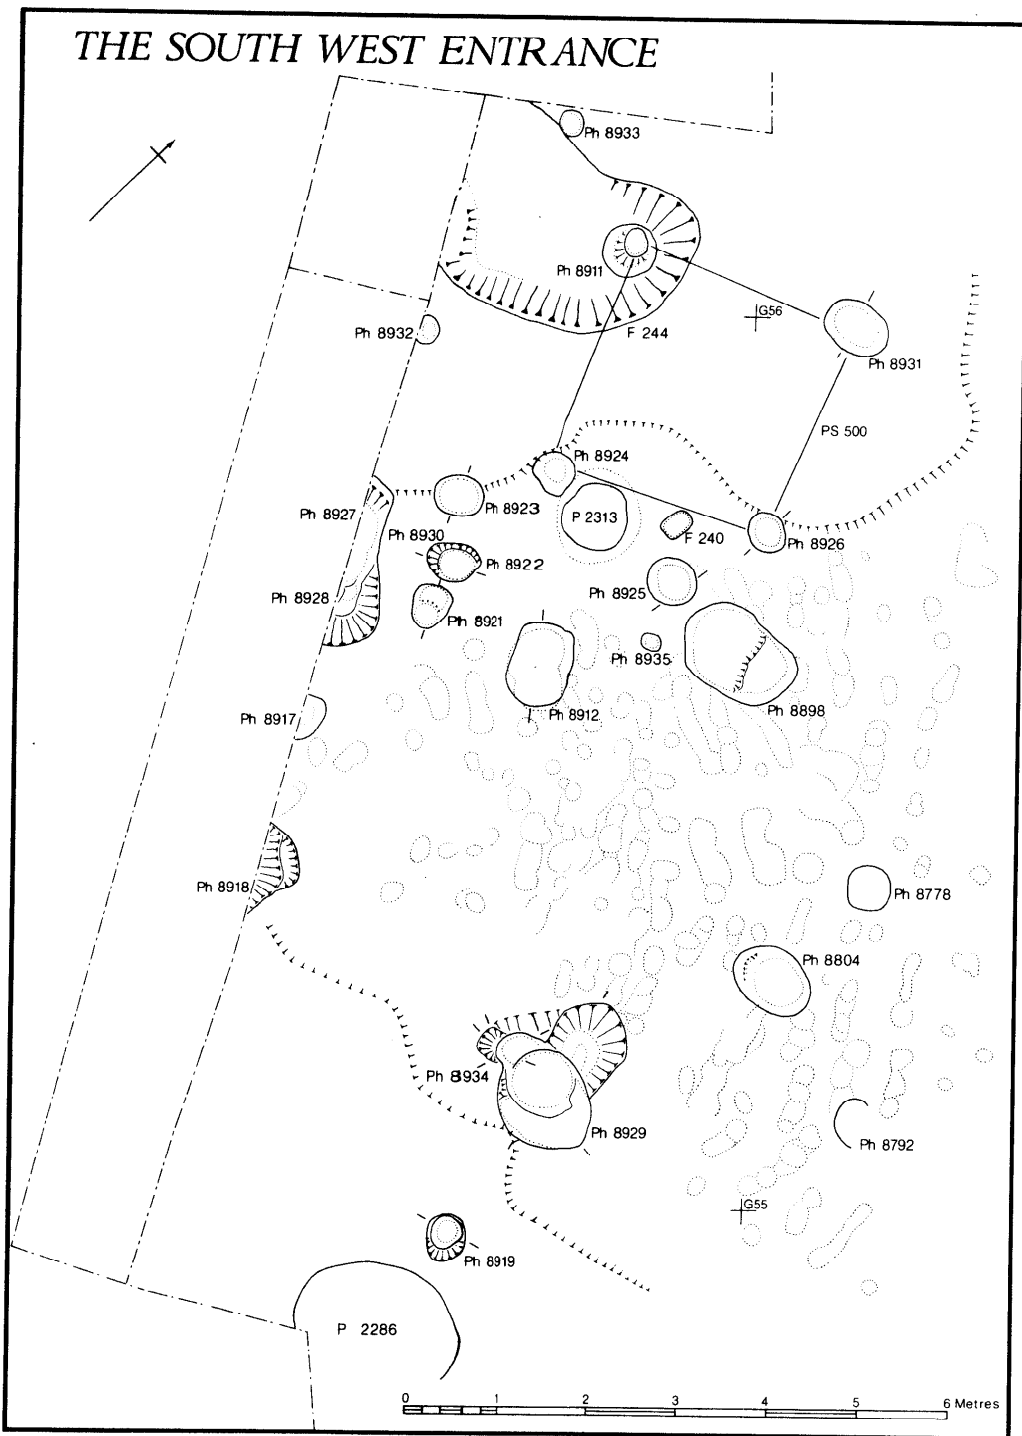 THE SOUTH WEST ENTRANCE
Ph 8933
Ph 8911
G56
F 244
Ph 8932
Ph 8931
PS 500
Ph 8924
Ph 8923
Ph 8927
P 2313
Ph 8930
F 240
Ph 8926
Ph 8922
Ph 8925
Ph 8928
Ph 8921
Ph 8935
Ph 8917
Ph 8912
Ph 8898
Ph 8918
Ph 8778
Ph 8804
Ph 8934
Ph 8929
Ph 8792
G55
Ph 8919
P 2286
0 1 2 3 4 5 6 Metres